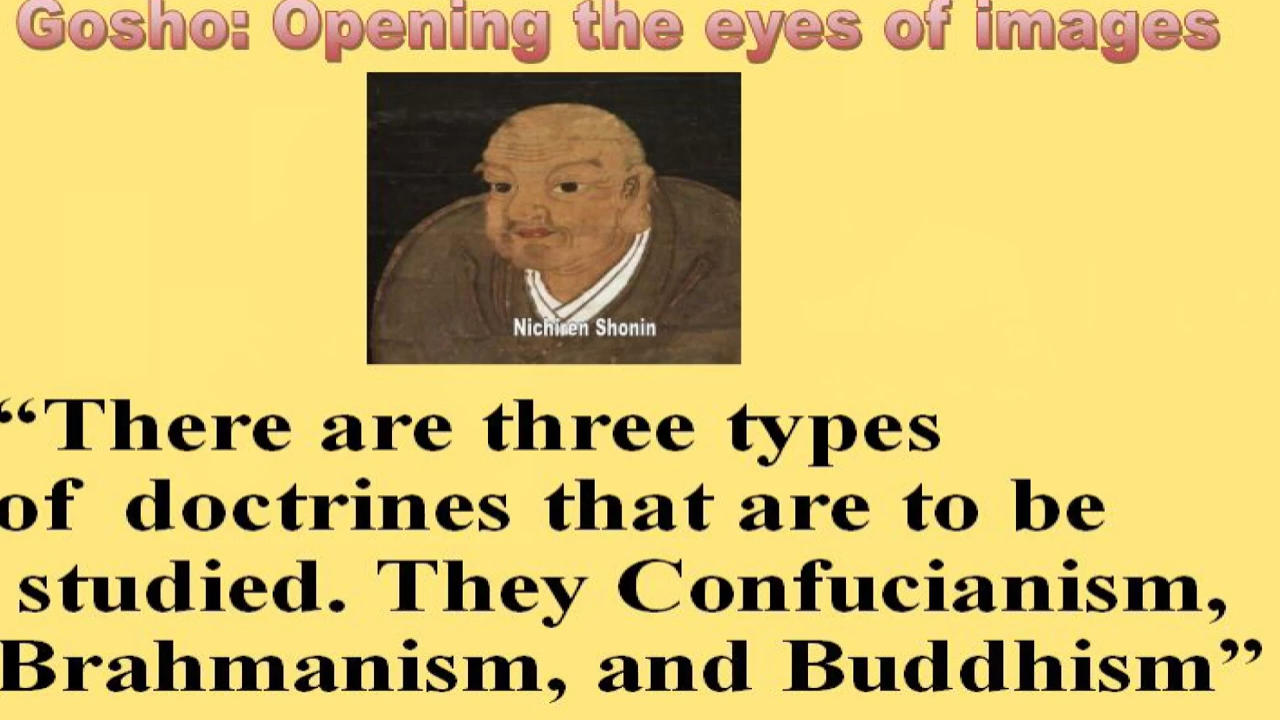 Gosho: Opening the eyes of images
Nichiren Shonin
“There are three types
of doctrines that are to be
studied. They Confucianism,
Brahmanism, and Buddhism”